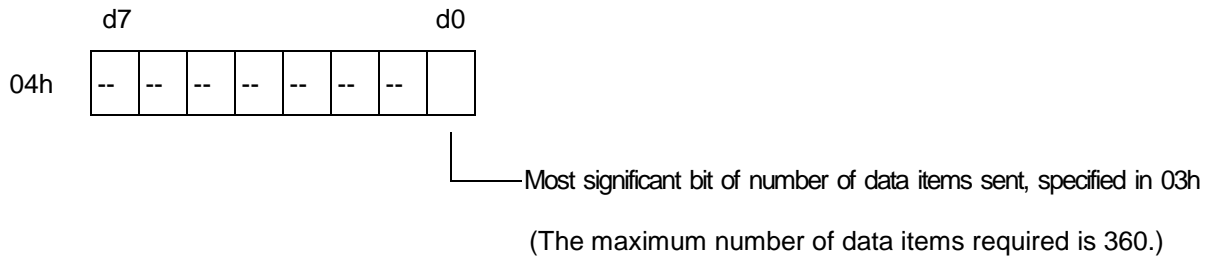 d7 d0
04h -- -- -- -- -- -- --
Most significant bit of number of data items sent, specified in 03h
(The maximum number of data items required is 360.)